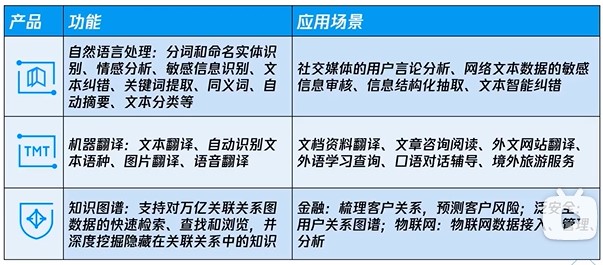 产品 功能 应用场景
自然语言处理：分词和命名实体识
别、情感分析、敏感信息识别、文
本纠错、关键词提取、同义词、自
动摘要、文本分类等
社交媒体的用户言论分析、网络文本数据的敏感
信息审核、信息结构化抽取、文本智能纠错
TMT
机器翻译：文本翻译、自动识别文
本语种、图片翻译、语音翻译
文档资料翻译、文章咨询阅读、外文网站翻译、
外语学习查询、口语对话辅导、境外旅游服务
知识图谱：支持对万亿关联关系图
数据的快速检索、查找和浏览，并
深度挖掘隐藏在关联关系中的知识
金融：梳理客户关系，预测客户风险；泛安全：
用户关系图谱；物联网：物联网数据接入、管理、
分析